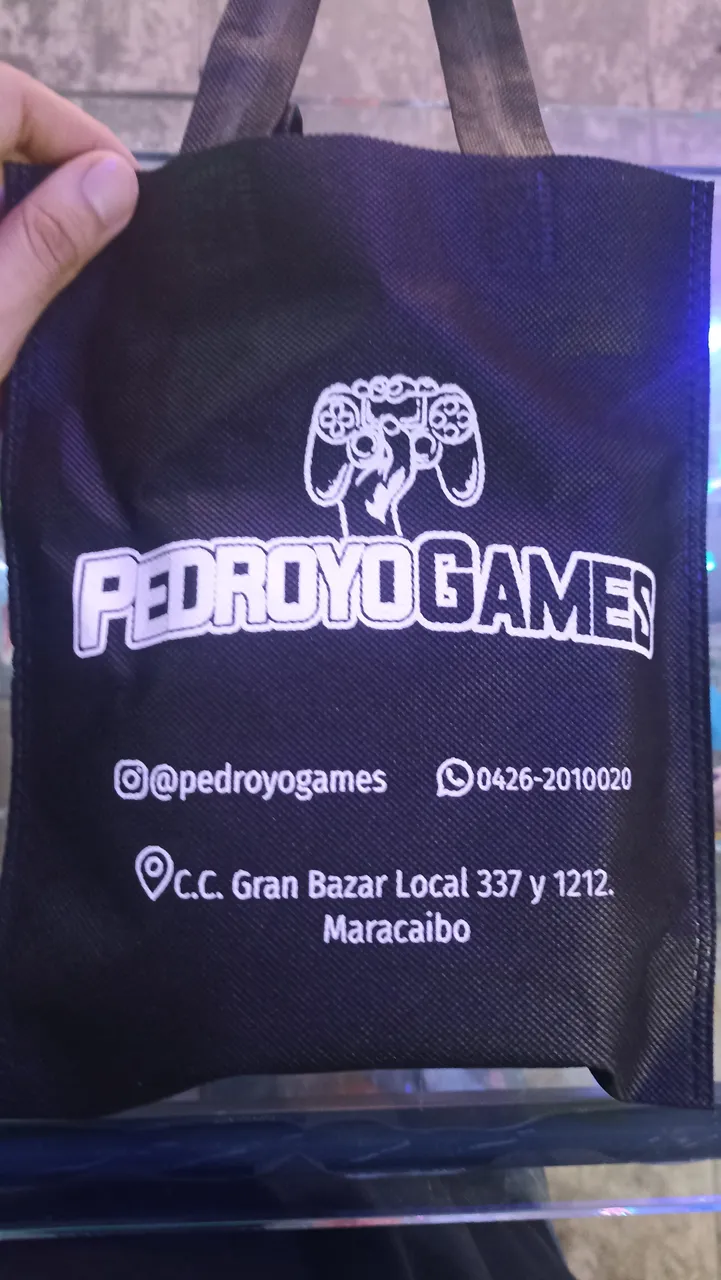 PEDROYOGAMES
@pedroyogames 0426-2010020
C.C. Gran Bazar Local 337 y 1212.
Maracaibo